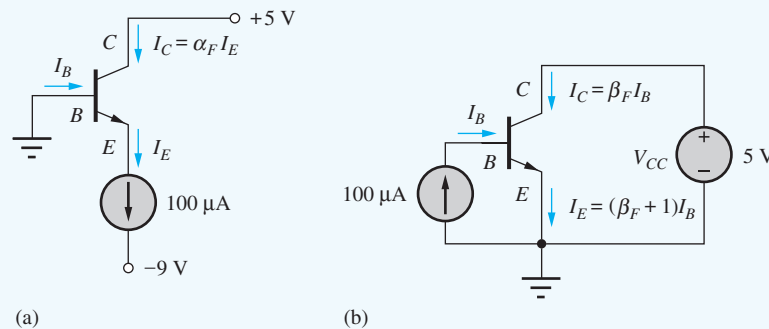 +5 V
C
I_C = α_F I_E
I_B
B
E
I_E
100 μA
−9 V
(a)
C
I_C = β_F I_B
I_B
B
V_CC
+
−
5 V
100 μA
E
I_E = (β_F + 1)I_B
(b)